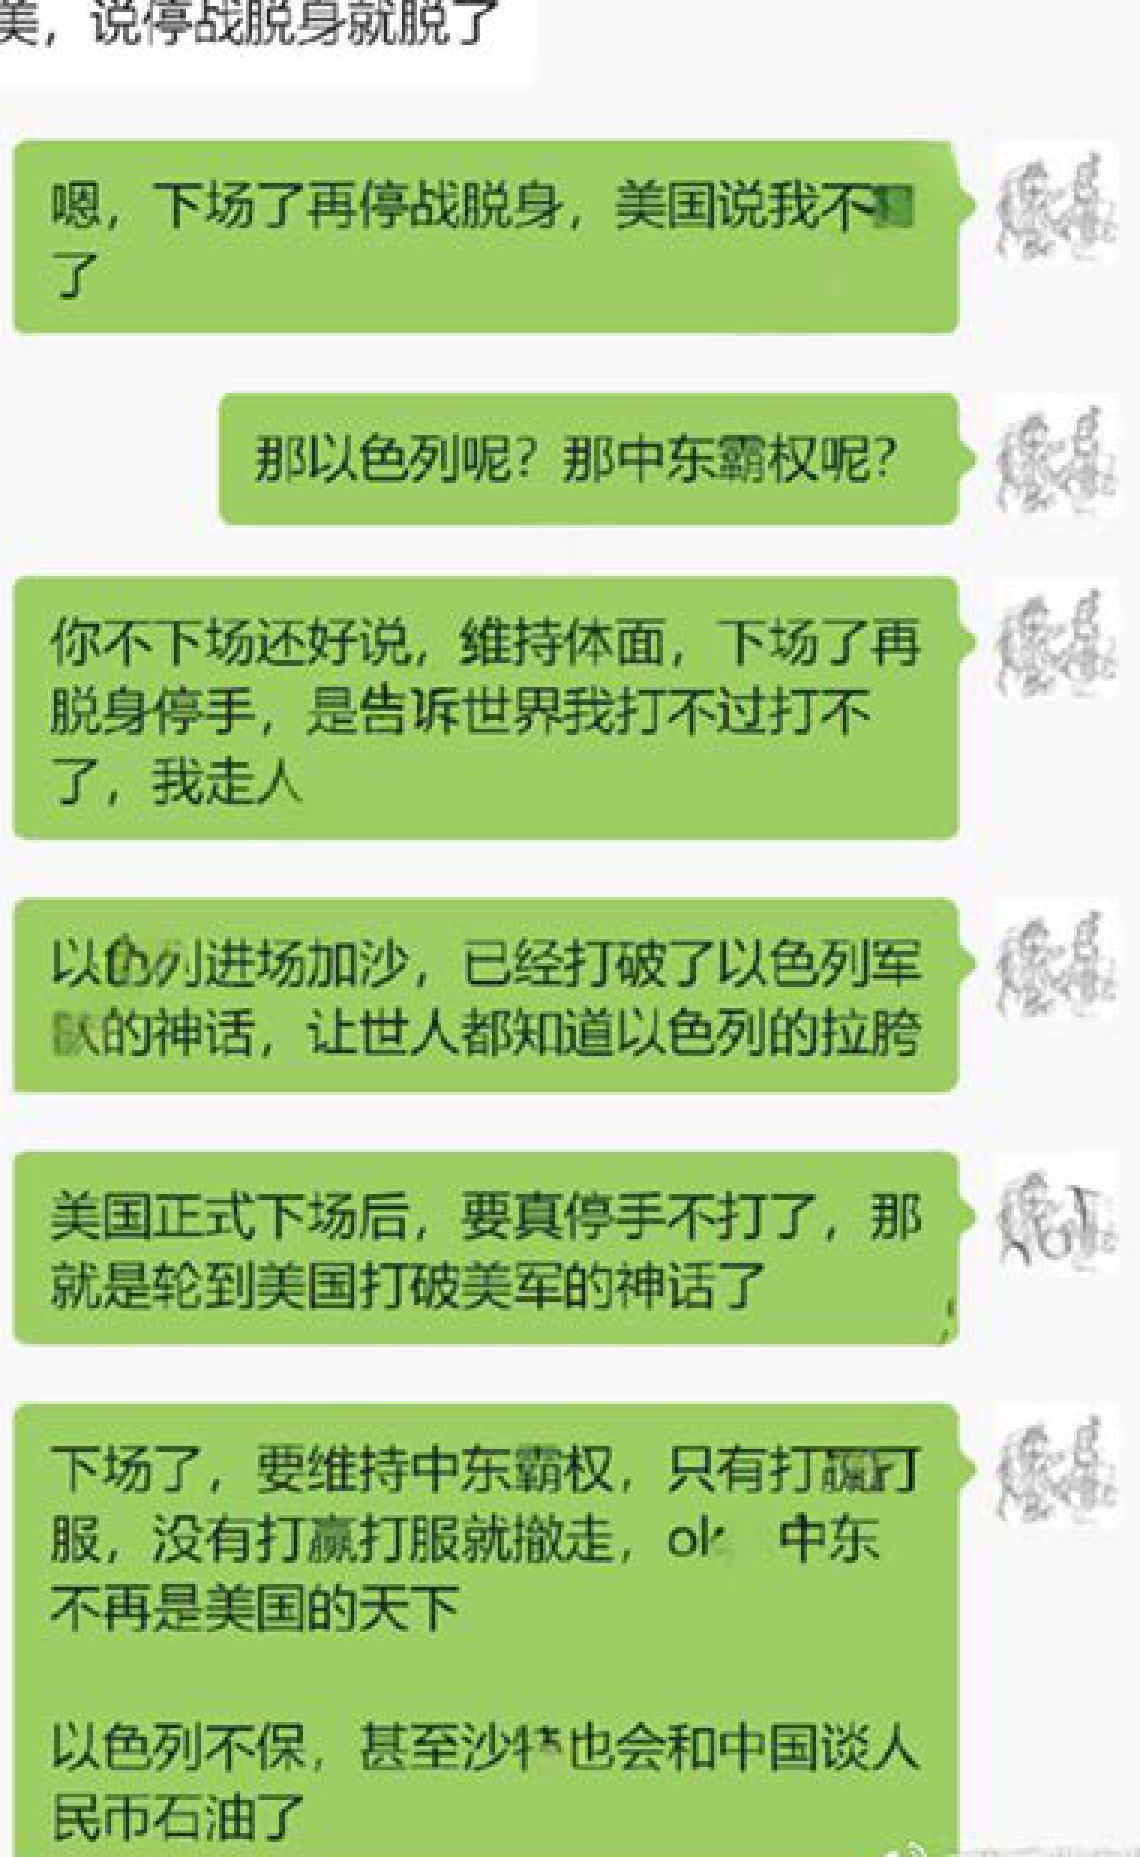 美，说停战脱身就脱了
嗯，下场了再停战脱身，美国说我不
了
那以色列呢？那中东霸权呢？
你不下场还好说，维持体面，下场了再
脱身停手，是告诉世界我打不过打不
了，我走人
以色列进场加沙，已经打破了以色列军
的神话，让世人都知道以色列的拉胯
美国正式下场后，要真停手不打了，那
就是轮到美国打破美军的神话了
下场了，要维持中东霸权，只有打赢打
服，没有打赢打服就撤走，ok 中东
不再是美国的天下
以色列不保，甚至沙特也会和中国谈人
民币石油了